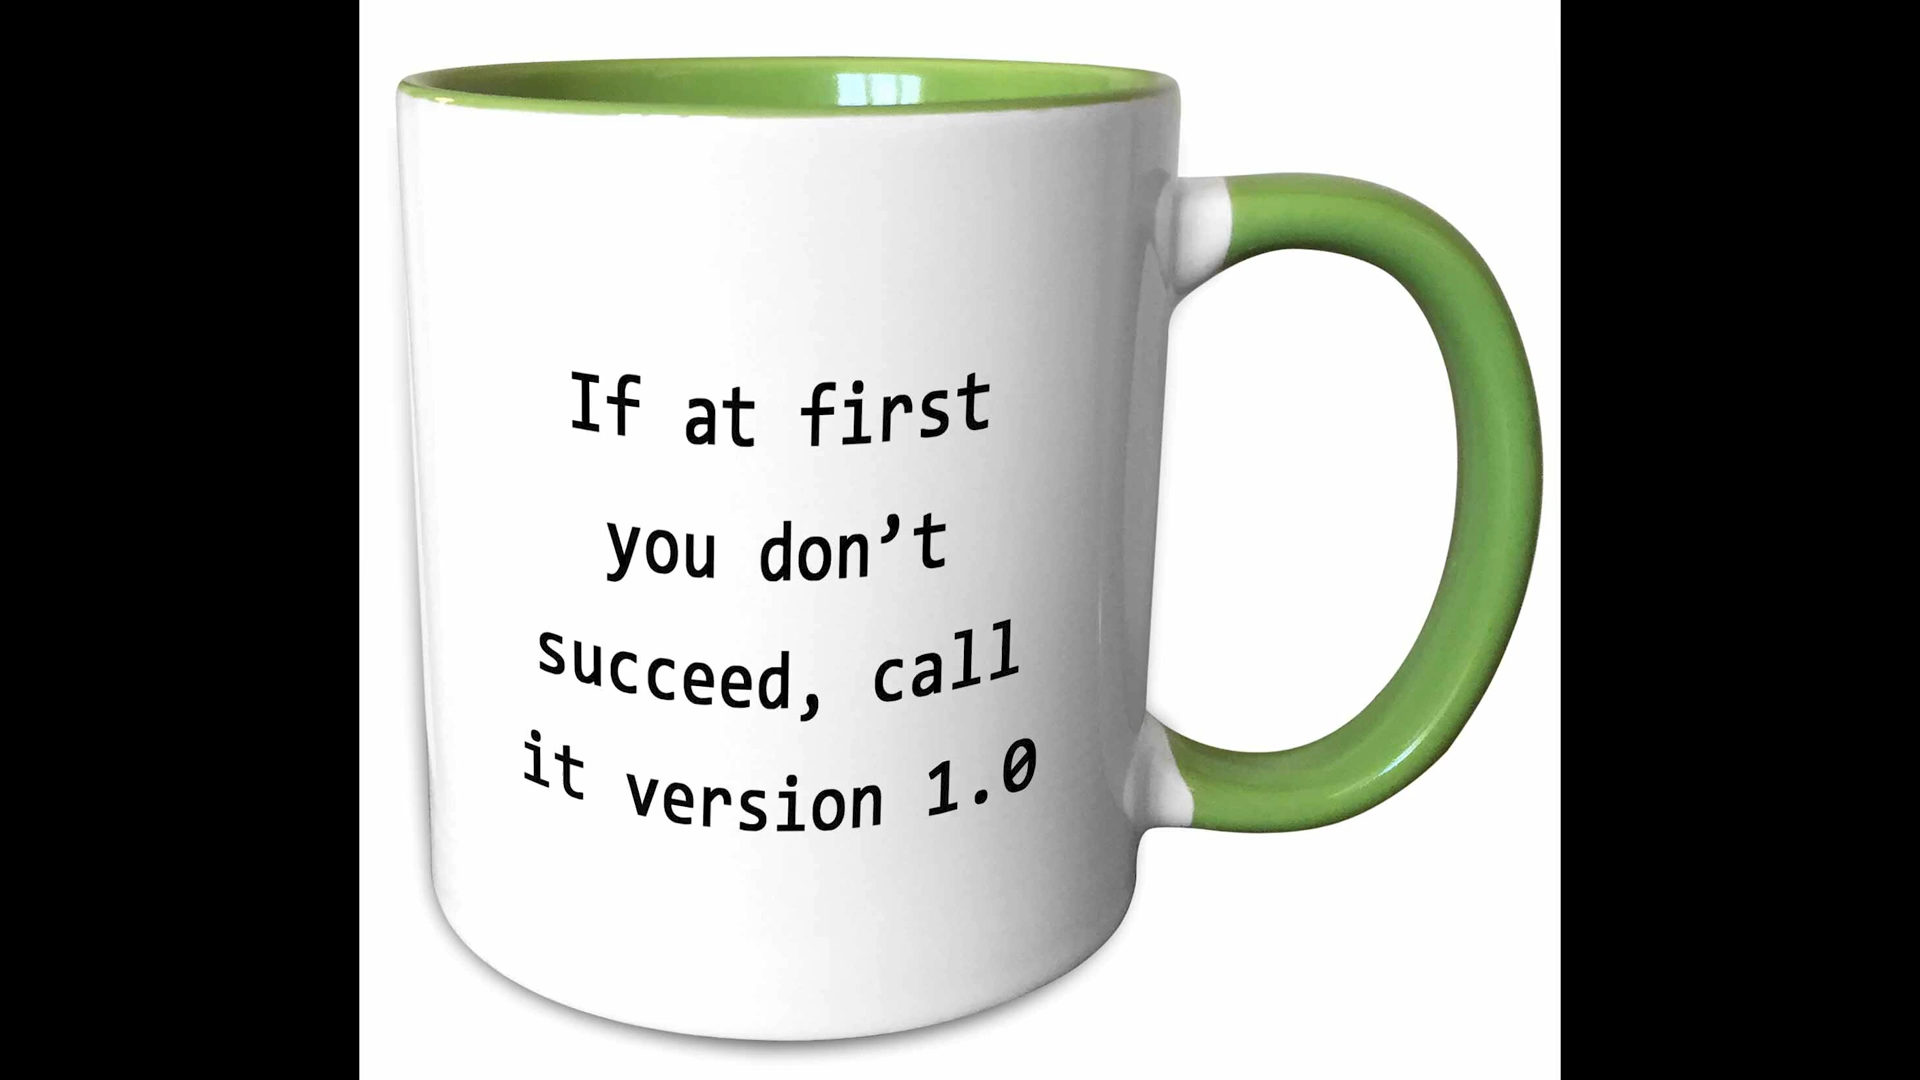 If at first
you don’t
succeed, call
it version 1.0